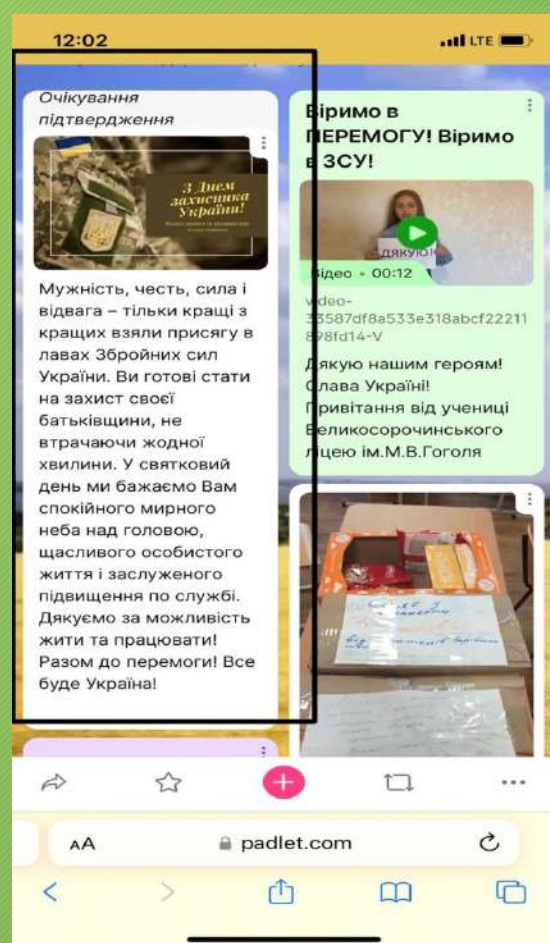 12:02
LTE
Очікування
підтвердження
З Днем
захисника
України!
Мужність, честь, сила і
відвага – тільки кращі з
кращих взяли присягу в
лавах Збройних сил
України. Ви готові стати
на захист своєї
батьківщини, не
втрачаючи жодної
хвилини. У святковий
день ми бажаємо Вам
спокійного мирного
неба над головою,
щасливого особистого
життя і заслуженого
підвищення по службі.
Дякуємо за можливість
жити та працювати!
Разом до перемоги! Все
буде Україна!
Віримо в
ПЕРЕМОГУ! Віримо
в ЗСУ!
ДЯКУЮ!
Відео • 00:12
video-
33587df8a533e318abcf22211
898fd14-V
Дякую нашим героям!
Слава Україні!
Привітання від учениці
Великосорочинського
ліцею ім.М.В.Гоголя
AA
padlet.com